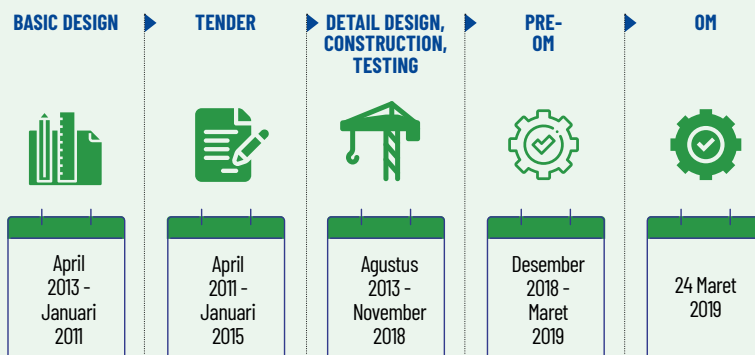 BASIC DESIGN
TENDER
DETAIL DESIGN,
CONSTRUCTION,
TESTING
PRE-
OM
OM
April
2013 -
Januari
2011
April
2011 -
Januari
2015
Agustus
2013 -
November
2018
Desember
2018 -
Maret
2019
24 Maret
2019